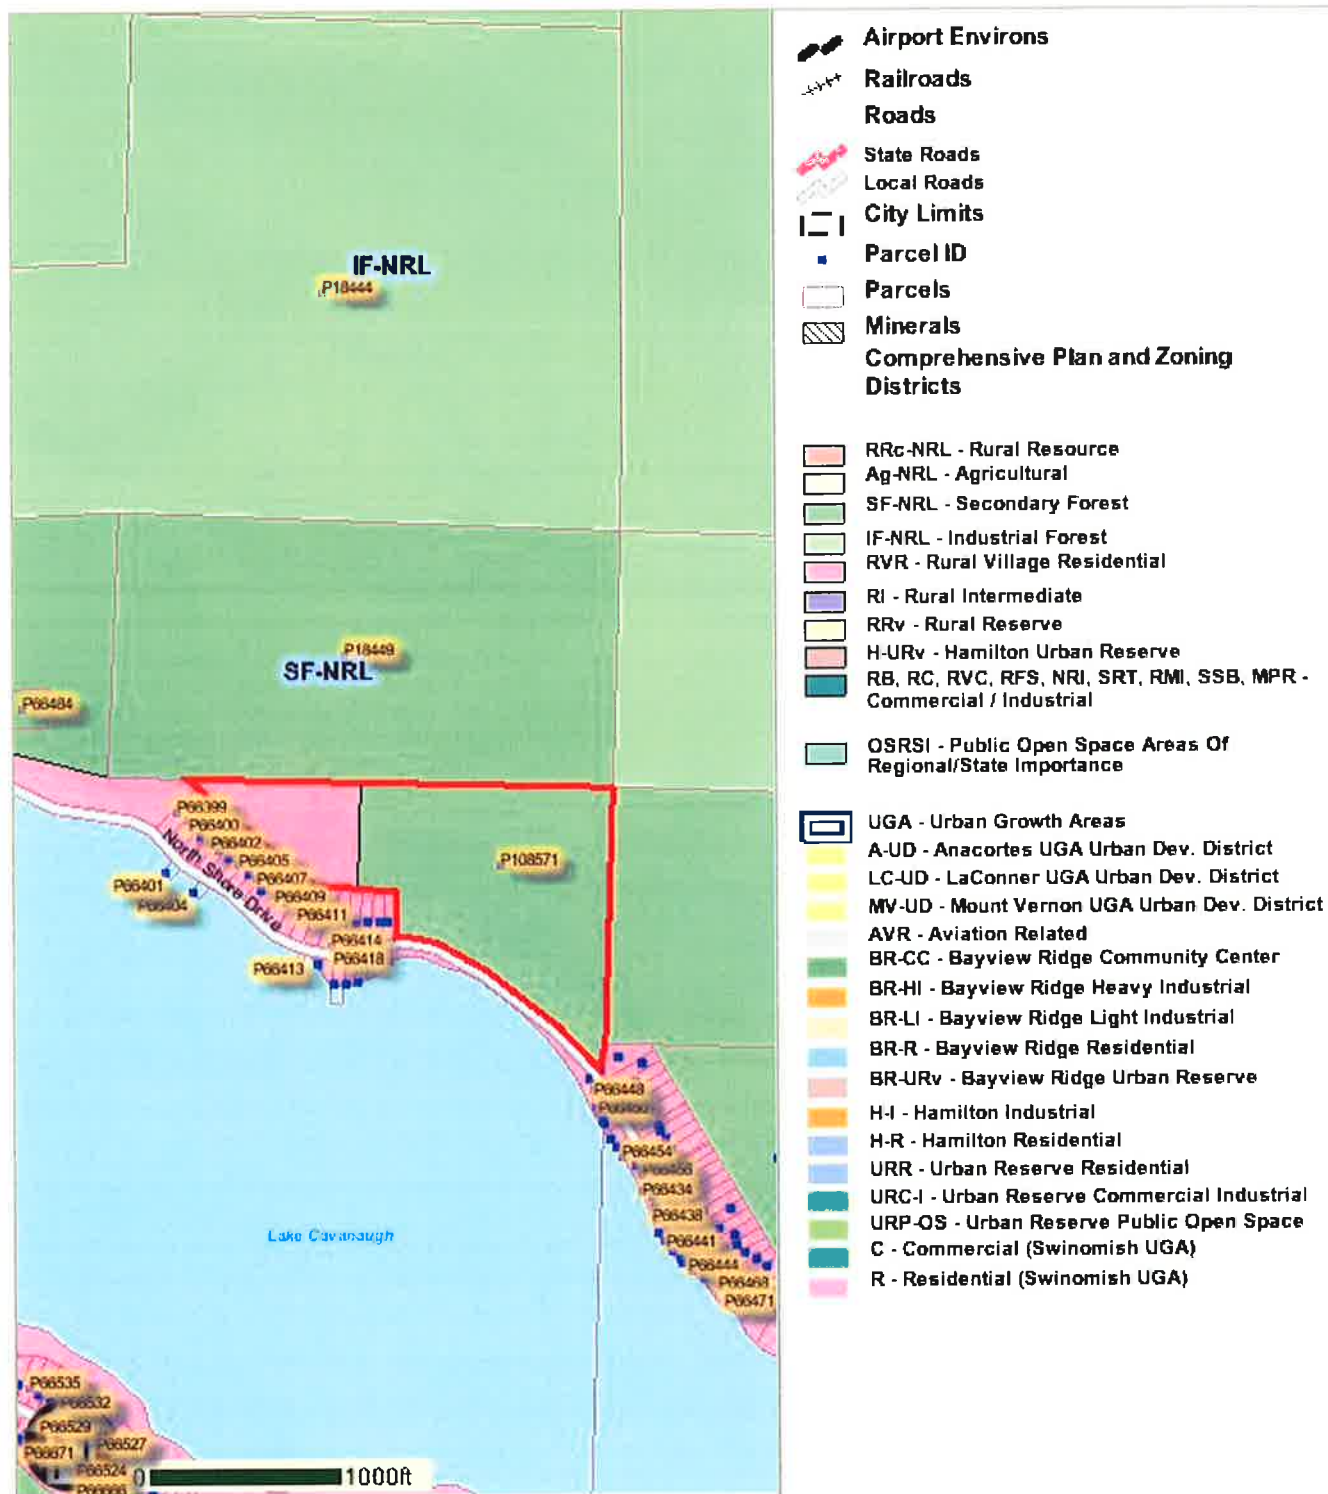 IF-NRL
P18444
P18449
SF-NRL
P66484
P66399
P66400
P66402
P66405
P66407
P66409
P66411
P66401
P66404
North Shore Drive
P66414
P66418
P66413
P108571
P66448
P66454
P66434
P66438
P66441
P66444
P66468
P66471
Lake Cavanaugh
P66535
P66532
P66529
P66527
P66524
0
1000ft
Airport Environs
Railroads
Roads
State Roads
Local Roads
City Limits
Parcel ID
Parcels
Minerals
Comprehensive Plan and Zoning
Districts
RRc-NRL - Rural Resource
Ag-NRL - Agricultural
SF-NRL - Secondary Forest
IF-NRL - Industrial Forest
RVR - Rural Village Residential
RI - Rural Intermediate
RRv - Rural Reserve
H-URv - Hamilton Urban Reserve
RB, RC, RVC, RFS, NRI, SRT, RMI, SSB, MPR -
Commercial / Industrial
OSRSI - Public Open Space Areas Of
Regional/State Importance
UGA - Urban Growth Areas
A-UD - Anacortes UGA Urban Dev. District
LC-UD - LaConner UGA Urban Dev. District
MV-UD - Mount Vernon UGA Urban Dev. District
AVR - Aviation Related
BR-CC - Bayview Ridge Community Center
BR-HI - Bayview Ridge Heavy Industrial
BR-LI - Bayview Ridge Light Industrial
BR-R - Bayview Ridge Residential
BR-URv - Bayview Ridge Urban Reserve
H-I - Hamilton Industrial
H-R - Hamilton Residential
URR - Urban Reserve Residential
URC-I - Urban Reserve Commercial Industrial
URP-OS - Urban Reserve Public Open Space
C - Commercial (Swinomish UGA)
R - Residential (Swinomish UGA)